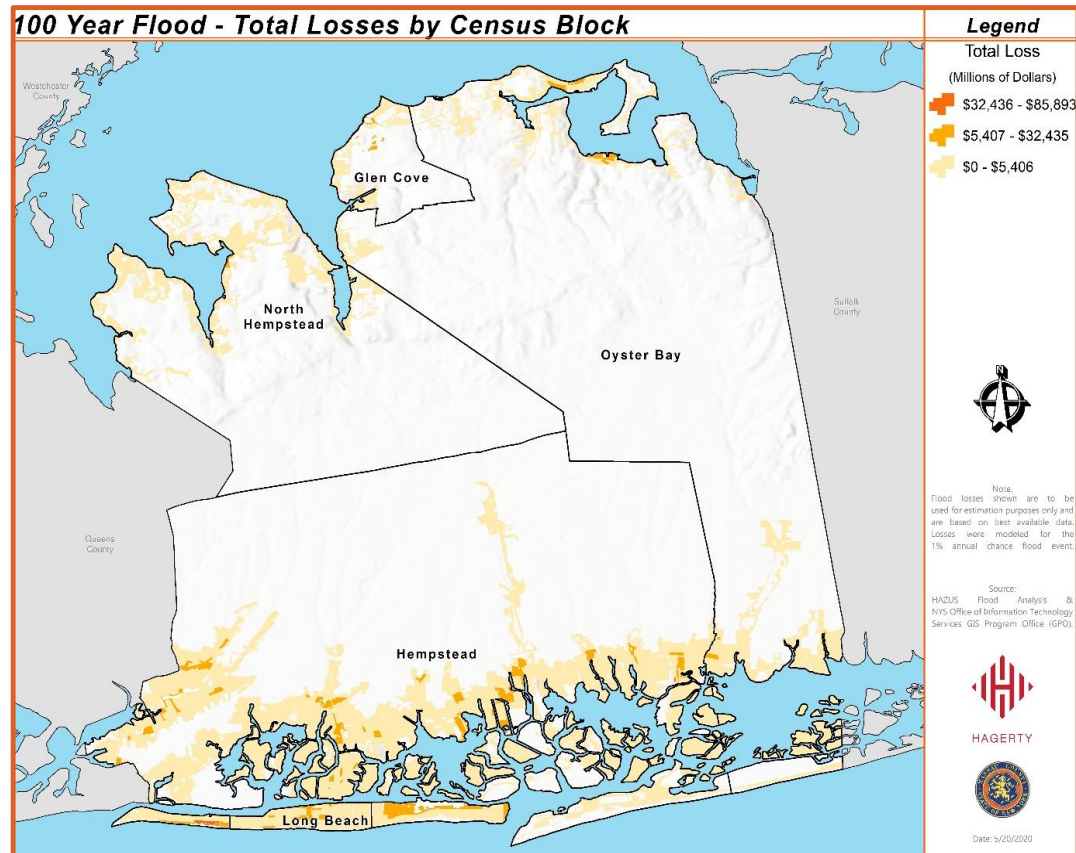 100 Year Flood - Total Losses by Census Block
Legend
Total Loss
(Millions of Dollars)
$32,436 - $85,893
$5,407 - $32,435
$0 - $5,406
Westchester
County
Glen Cove
North
Hempstead
Oyster Bay
Suffolk
County
N
Queens
County
Hempstead
Long Beach
Note:
Flood losses shown are to be
used for estimation purposes only and
are based on best available data.
Losses were modeled for the
1% annual chance flood event.
Source:
HAZUS Flood Analysis &
NYS Office of Information Technology
Services GIS Program Office (GPO).
HAGERTY
Date: 5/20/2020